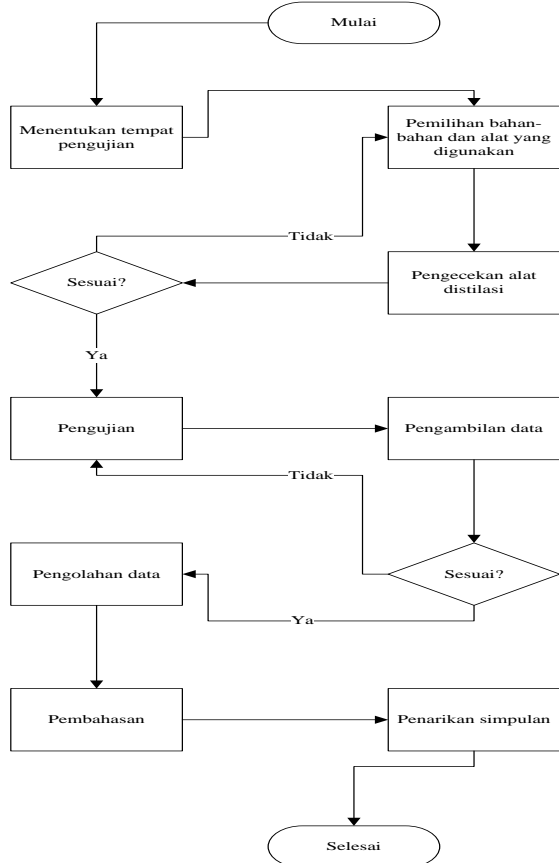 Mulai
Menentukan tempat
pengujian
Pemilihan bahan-
bahan dan alat yang
digunakan
Tidak
Sesuai?
Pengecekan alat
distilasi
Ya
Pengujian
Pengambilan data
Tidak
Pengolahan data
Sesuai?
Ya
Pembahasan
Penarikan simpulan
Selesai